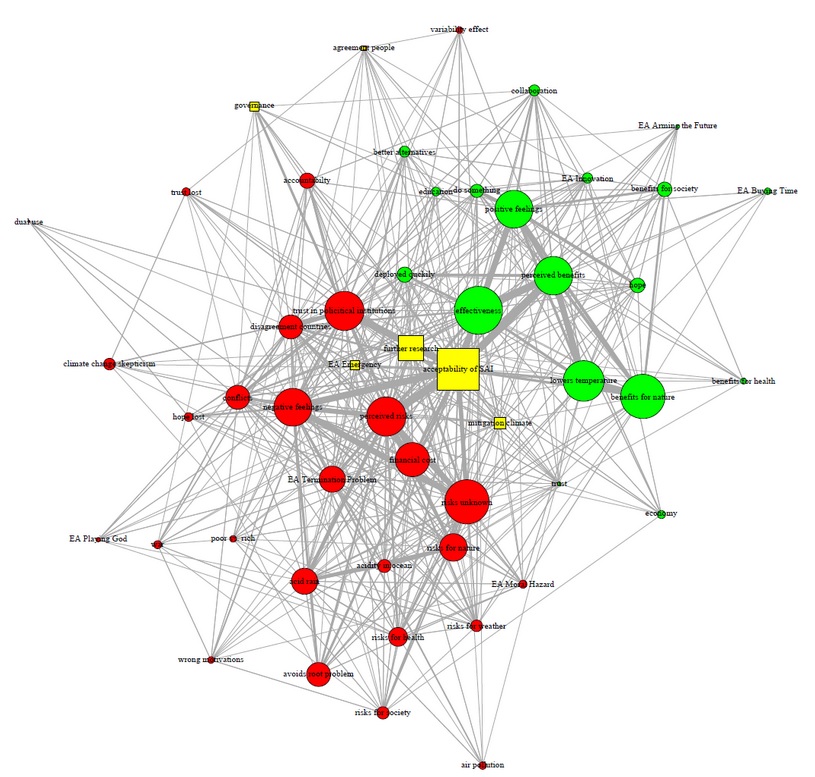 variability effect
agreement people
collaboration
governance
EA Arming the Future
better alternatives
accountabilty
EA Innovation
trust lost
education
do something
benefits for society
EA Buying Time
positive feelings
dual use
deployed quickily
perceived benefits
hope
trust in politicitical institutions
effectiveness
disagreement countries
further research
climate change skepticism
EA Emergency
acceptability of SAI
lowers temperature
benefits for health
conflicts
benefits for nature
negative feelings
hope lost
perceived risks
mitigation climate
financial cost
EA Termination Problem
trust
risks unknown
economy
EA Playing God
war
poor
rich
risks for nature
acidity in ocean
acid rain
EA Moral Hazard
risks for weather
risks for health
wrong motivations
avoids root problem
risks for society
air pollution